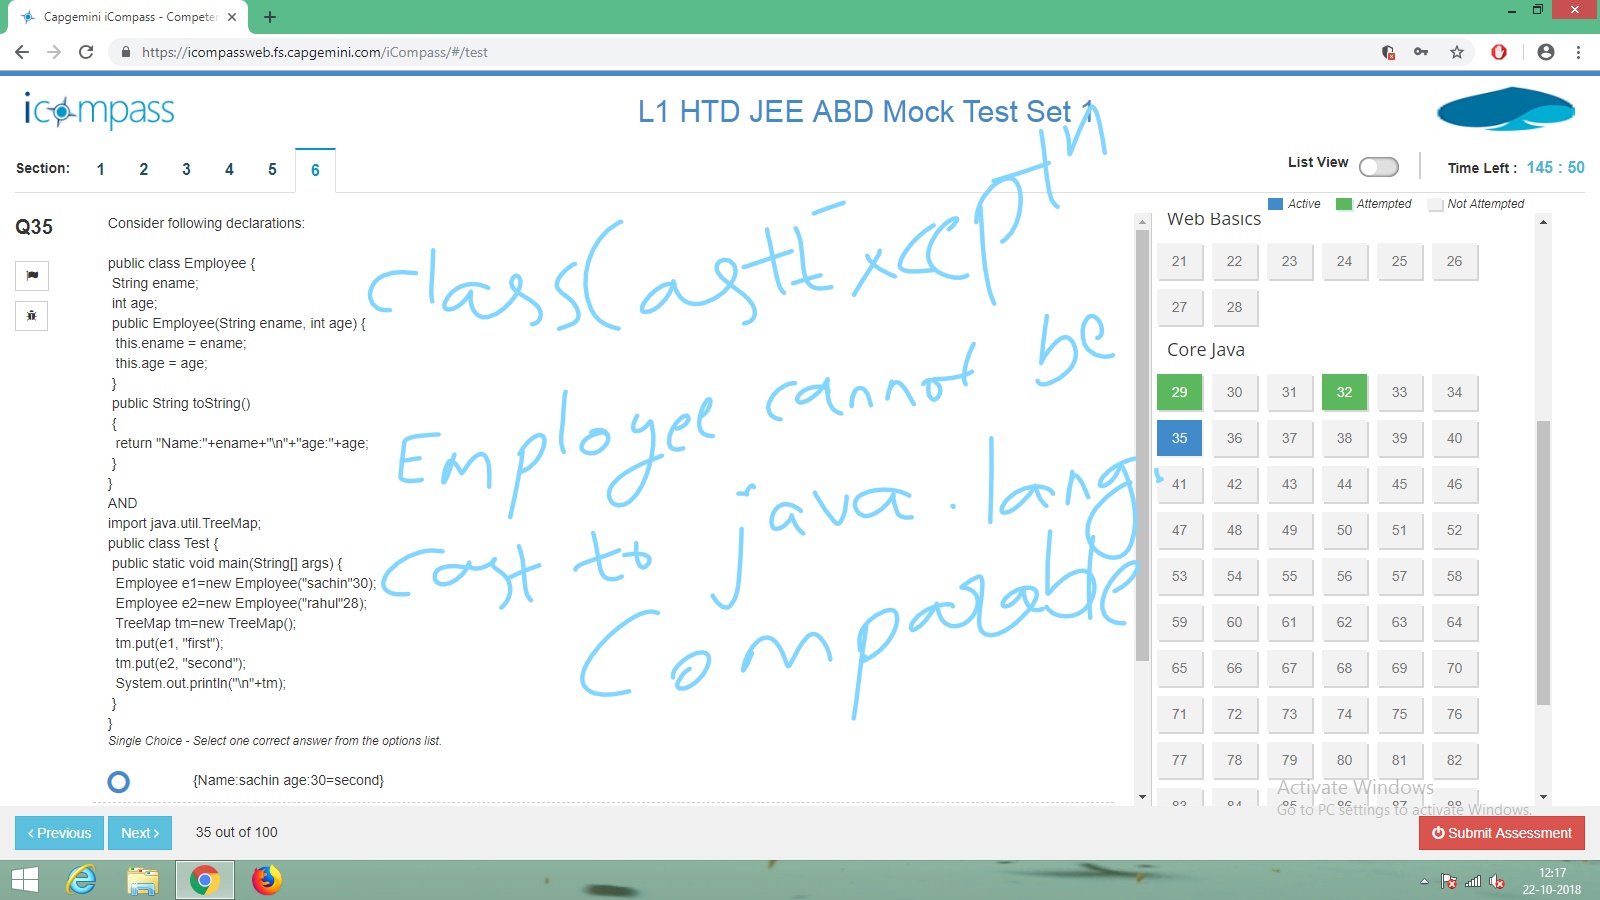 Capgemini iCompass - Competen
https://icompassweb.fs.capgemini.com/iCompass/#/test
icompass
L1 HTD JEE ABD Mock Test Set 1
Section: 1 2 3 4 5 6
List View
Time Left : 145 : 50
Active Attempted Not Attempted
Q35
Consider following declarations:
public class Employee {
String ename;
int age;
public Employee(String ename, int age) {
this.ename = ename;
this.age = age;
}
public String toString()
{
return "Name:"+ename+"\n"+"age:"+age;
}
}
AND
import java.util.TreeMap;
public class Test {
public static void main(String[] args) {
Employee e1=new Employee("sachin"30);
Employee e2=new Employee("rahul"28);
TreeMap tm=new TreeMap();
tm.put(e1, "first");
tm.put(e2, "second");
System.out.println("\n"+tm);
}
}
Single Choice - Select one correct answer from the options list.
{Name:sachin age:30=second}
classCastExceptn
Employee cannot be
cast to java.lang.
Comparable
Web Basics
21 22 23 24 25 26
27 28
Core Java
29 30 31 32 33 34
35 36 37 38 39 40
41 42 43 44 45 46
47 48 49 50 51 52
53 54 55 56 57 58
59 60 61 62 63 64
65 66 67 68 69 70
71 72 73 74 75 76
77 78 79 80 81 82
83 84 85 86 87 88
Activate Windows
Go to PC settings to activate Windows.
‹ Previous Next › 35 out of 100
Submit Assessment
12:17
22-10-2018